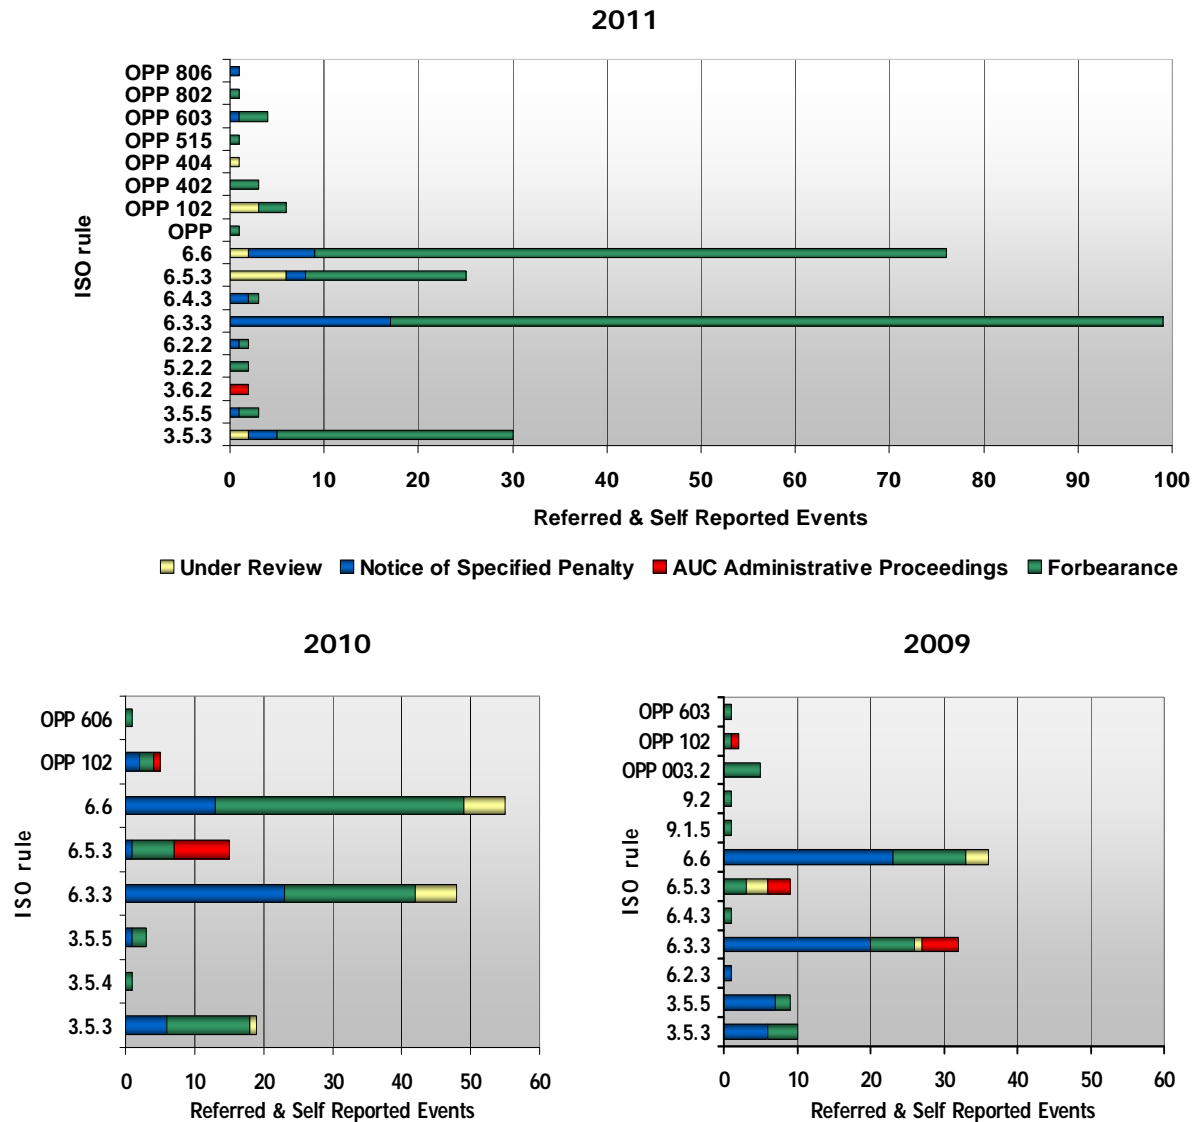 2011
OPP 806
OPP 802
OPP 603
OPP 515
OPP 404
OPP 402
OPP 102
OPP
6.6
6.5.3
6.4.3
6.3.3
6.2.2
5.2.2
3.6.2
3.5.5
3.5.3
ISO rule
0 10 20 30 40 50 60 70 80 90 100
Referred & Self Reported Events
Under Review Notice of Specified Penalty AUC Administrative Proceedings Forbearance
2010
OPP 606
OPP 102
6.6
6.5.3
6.3.3
3.5.5
3.5.4
3.5.3
ISO rule
0 10 20 30 40 50 60
Referred & Self Reported Events
2009
OPP 603
OPP 102
OPP 003.2
9.2
9.1.5
6.6
6.5.3
6.4.3
6.3.3
6.2.3
3.5.5
3.5.3
ISO rule
0 10 20 30 40 50 60
Referred & Self Reported Events